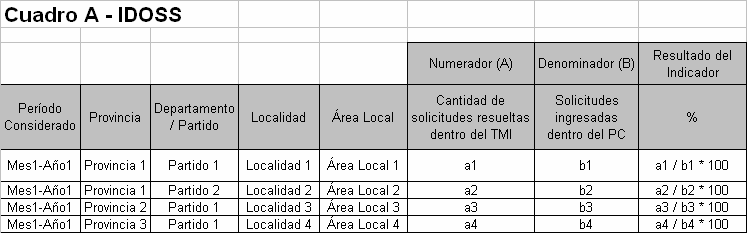 Cuadro A - IDOSS
Numerador (A) Denominador (B) Resultado del Indicador
Período Considerado Provincia Departamento / Partido Localidad Área Local Cantidad de solicitudes resueltas dentro del TMI Solicitudes ingresadas dentro del PC %
Mes1-Año1 Provincia 1 Partido 1 Localidad 1 Área Local 1 a1 b1 a1 / b1 * 100
Mes1-Año1 Provincia 1 Partido 2 Localidad 2 Área Local 2 a2 b2 a2 / b2 * 100
Mes1-Año1 Provincia 2 Partido 1 Localidad 3 Área Local 3 a3 b3 a3 / b3 * 100
Mes1-Año1 Provincia 3 Partido 1 Localidad 4 Área Local 4 a4 b4 a4 / b4 * 100